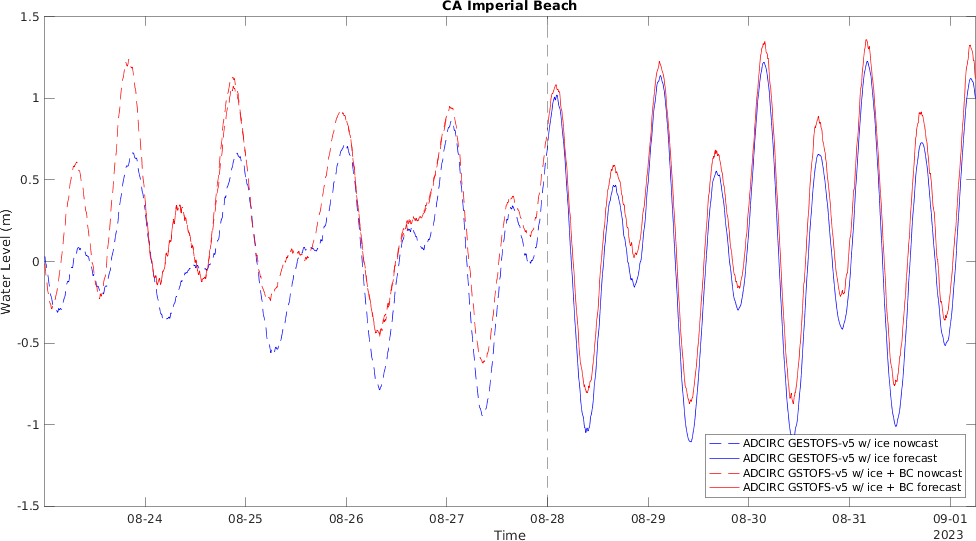 CA Imperial Beach
1.5
1
0.5
0
-0.5
-1
-1.5
Water Level (m)
08-24
08-25
08-26
08-27
08-28
08-29
08-30
08-31
09-01
2023
Time
ADCIRC GESTOFS-v5 w/ ice nowcast
ADCIRC GESTOFS-v5 w/ ice forecast
ADCIRC GSTOFS-v5 w/ ice + BC nowcast
ADCIRC GSTOFS-v5 w/ ice + BC forecast